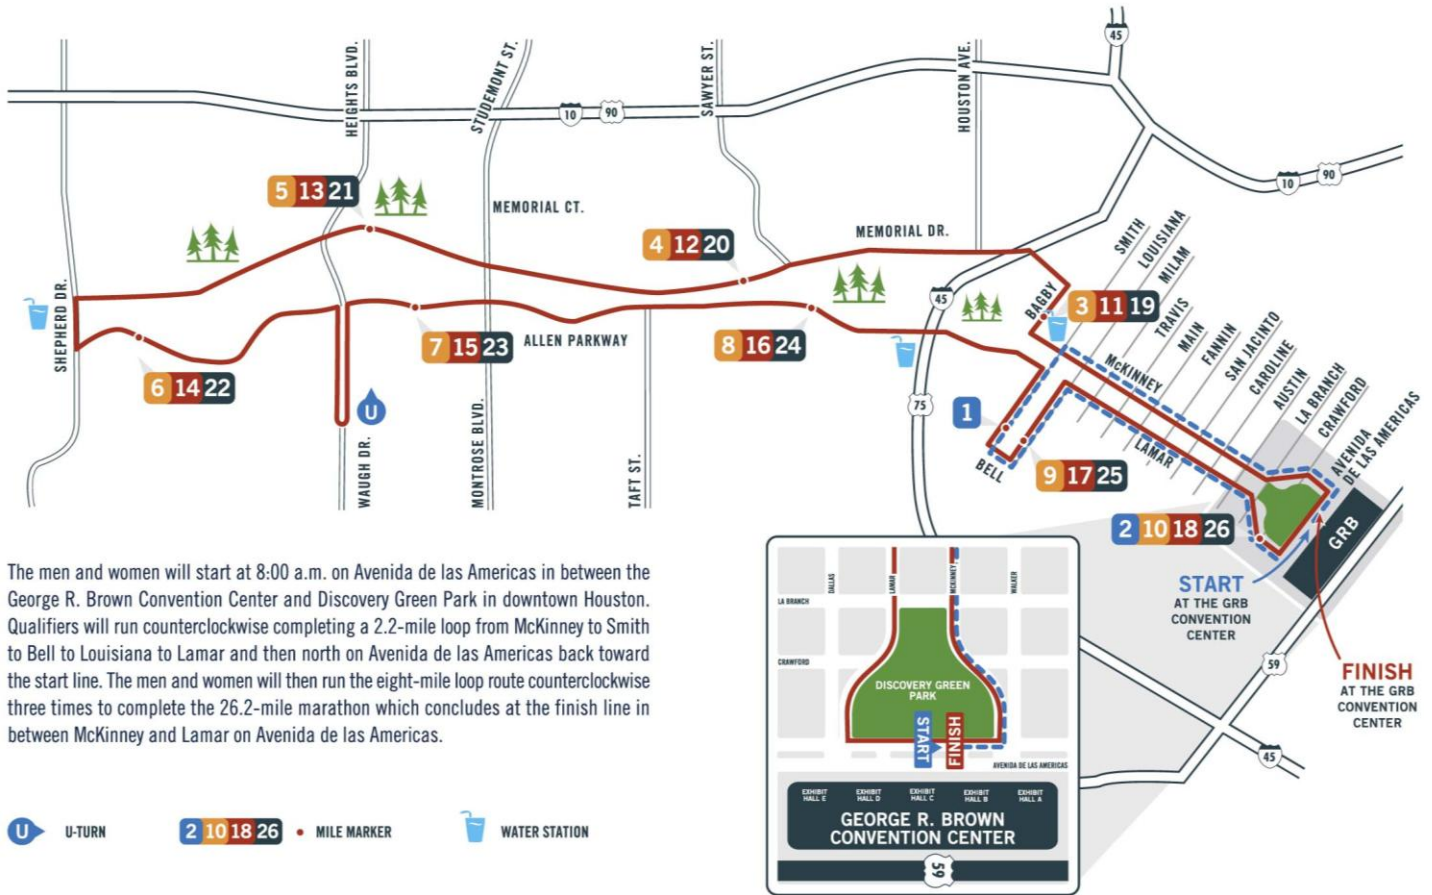 45
HEIGHTS BLVD.
STUDEMONT ST.
SAWYER ST.
HOUSTON AVE.
10 90
10 90
5 13 21
MEMORIAL CT.
MEMORIAL DR.
4 12 20
SMITH
LOUISIANA
MILAM
TRAVIS
MAIN
FANNIN
SAN JACINTO
CAROLINE
AUSTIN
LA BRANCH
CRAWFORD
AVENIDA
DE LAS AMERICAS
SHEPHERD DR.
45
BAGBY
3 11 19
McKINNEY
7 15 23
ALLEN PARKWAY
8 16 24
6 14 22
U
75
1
LAMAR
BELL
9 17 25
WAUGH DR.
MONTROSE BLVD.
TAFT ST.
2 10 18 26
GRB
START
AT THE GRB
CONVENTION
CENTER
59
FINISH
AT THE GRB
CONVENTION
CENTER
45
The men and women will start at 8:00 a.m. on Avenida de las Americas in between the
George R. Brown Convention Center and Discovery Green Park in downtown Houston.
Qualifiers will run counterclockwise completing a 2.2-mile loop from McKinney to Smith
to Bell to Louisiana to Lamar and then north on Avenida de las Americas back toward
the start line. The men and women will then run the eight-mile loop route counterclockwise
three times to complete the 26.2-mile marathon which concludes at the finish line in
between McKinney and Lamar on Avenida de las Americas.
DALLAS
LAMAR
MCKINNEY
WALKER
LA BRANCH
CRAWFORD
DISCOVERY GREEN
PARK
START
FINISH
AVENIDA DE LAS AMERICAS
EXHIBIT
HALL E
EXHIBIT
HALL D
EXHIBIT
HALL C
EXHIBIT
HALL B
EXHIBIT
HALL A
GEORGE R. BROWN
CONVENTION CENTER
59
U U-TURN
2 10 18 26 MILE MARKER
WATER STATION